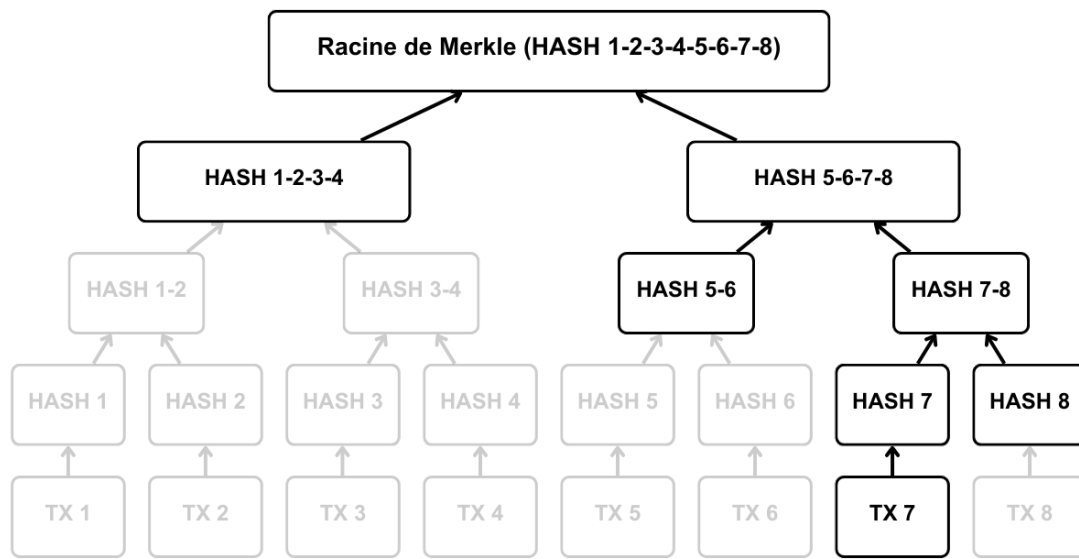 Racine de Merkle (HASH 1-2-3-4-5-6-7-8)
HASH 1-2-3-4
HASH 5-6-7-8
HASH 1-2
HASH 3-4
HASH 5-6
HASH 7-8
HASH 1
HASH 2
HASH 3
HASH 4
HASH 5
HASH 6
HASH 7
HASH 8
TX 1
TX 2
TX 3
TX 4
TX 5
TX 6
TX 7
TX 8